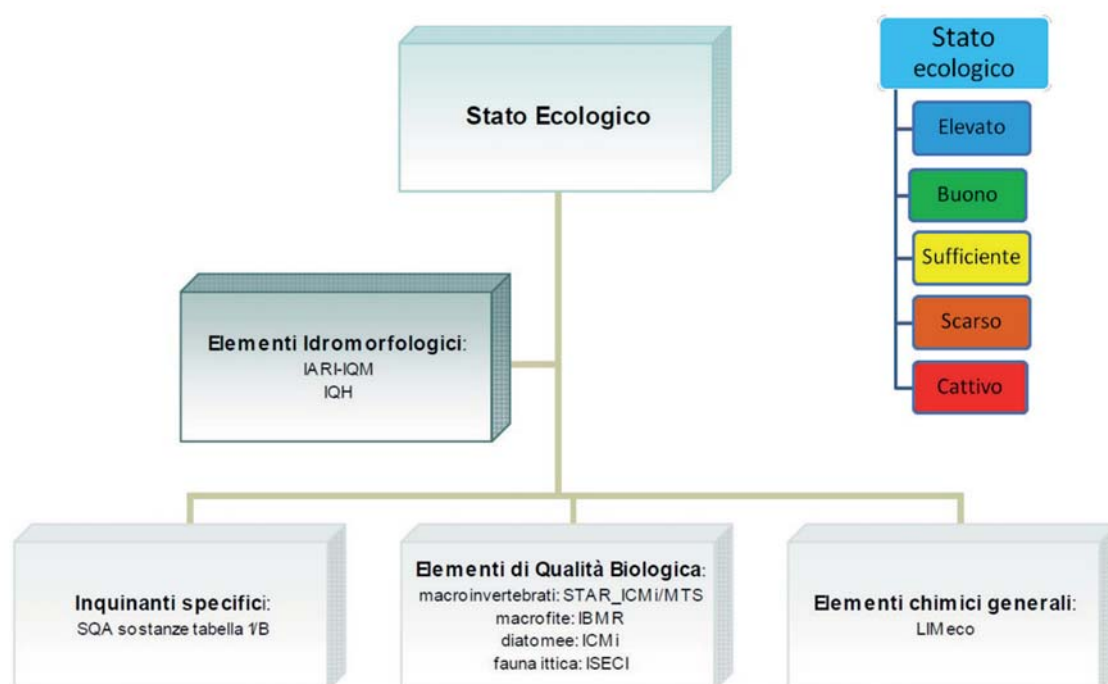 Stato Ecologico
Elementi Idromorfologici:
IARI-IQM
IQH
Inquinanti specifici:
SQA sostanze tabella 1/B
Elementi di Qualità Biologica:
macroinvertebrati: STAR_ICMi/MTS
macrofite: IBMR
diatomee: ICMi
fauna ittica: ISECI
Elementi chimici generali:
LIMeco
Stato
ecologico
Elevato
Buono
Sufficiente
Scarso
Cattivo